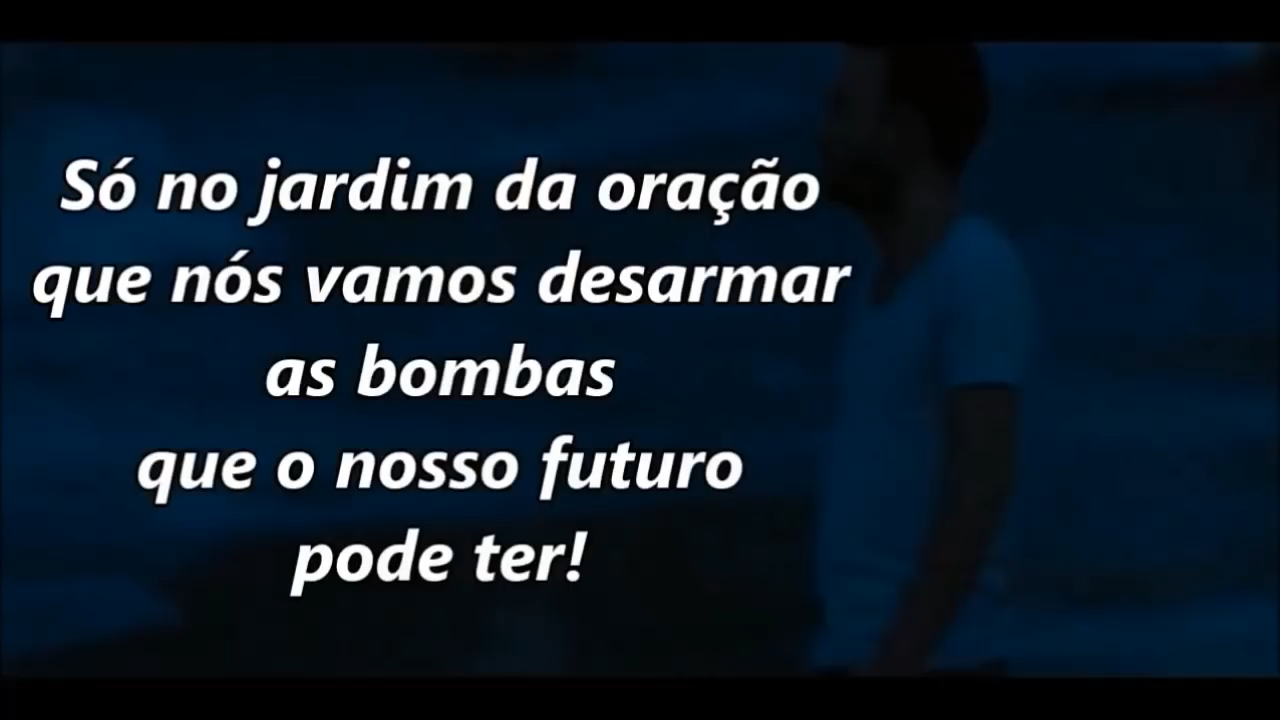 Só no jardim da oração
que nós vamos desarmar
as bombas
que o nosso futuro
pode ter!